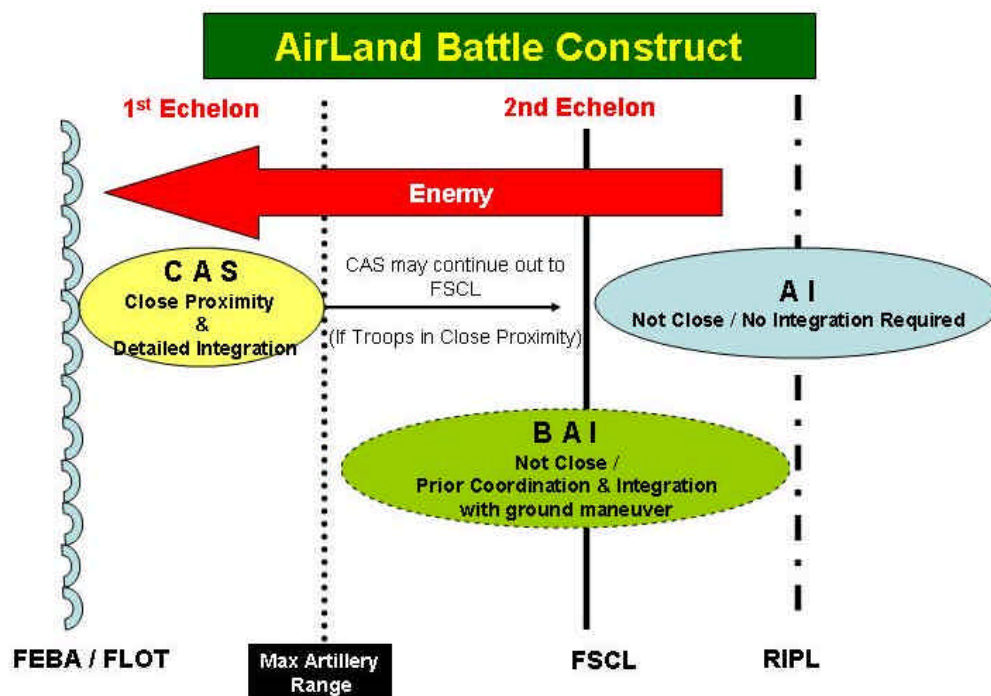 AirLand Battle Construct
1st Echelon
2nd Echelon
Enemy
C A S
Close Proximity
&
Detailed Integration
CAS may continue out to
FSCL
(If Troops in Close Proximity)
A I
Not Close / No Integration Required
B A I
Not Close /
Prior Coordination & Integration
with ground maneuver
FEBA / FLOT
Max Artillery
Range
FSCL
RIPL